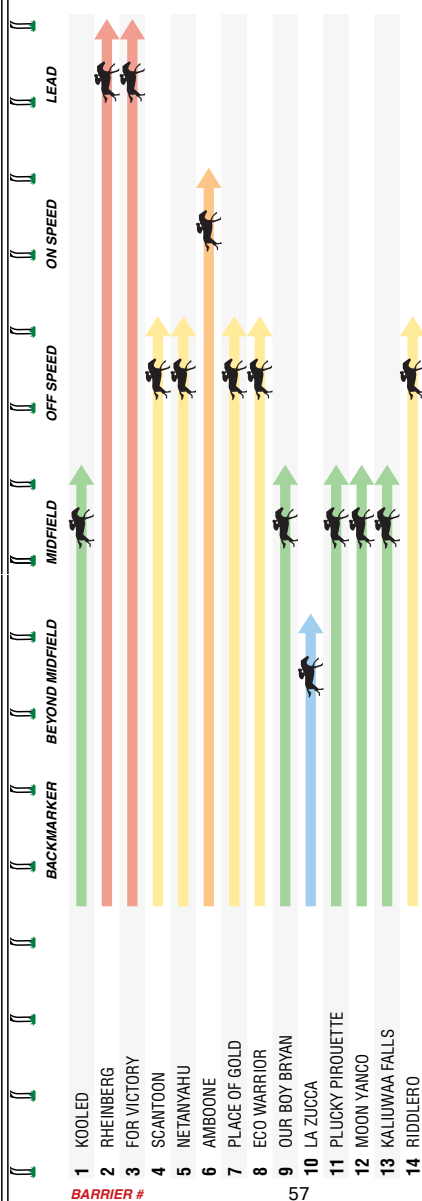 LEAD
ON SPEED
OFF SPEED
MIDFIELD
BEYOND MIDFIELD
BACKMARKER
1 KOOLED
2 RHEINBERG
3 FOR VICTORY
4 SCANTOON
5 NETANYAHU
6 AMBOONE
7 PLACE OF GOLD
8 ECO WARRIOR
9 OUR BOY BRYAN
10 LA ZUCCA
11 PLUCKY PIROUETTE
12 MOON YANCO
13 KALIUWAA FALLS
14 RIDDLERO
BARRIER #
57